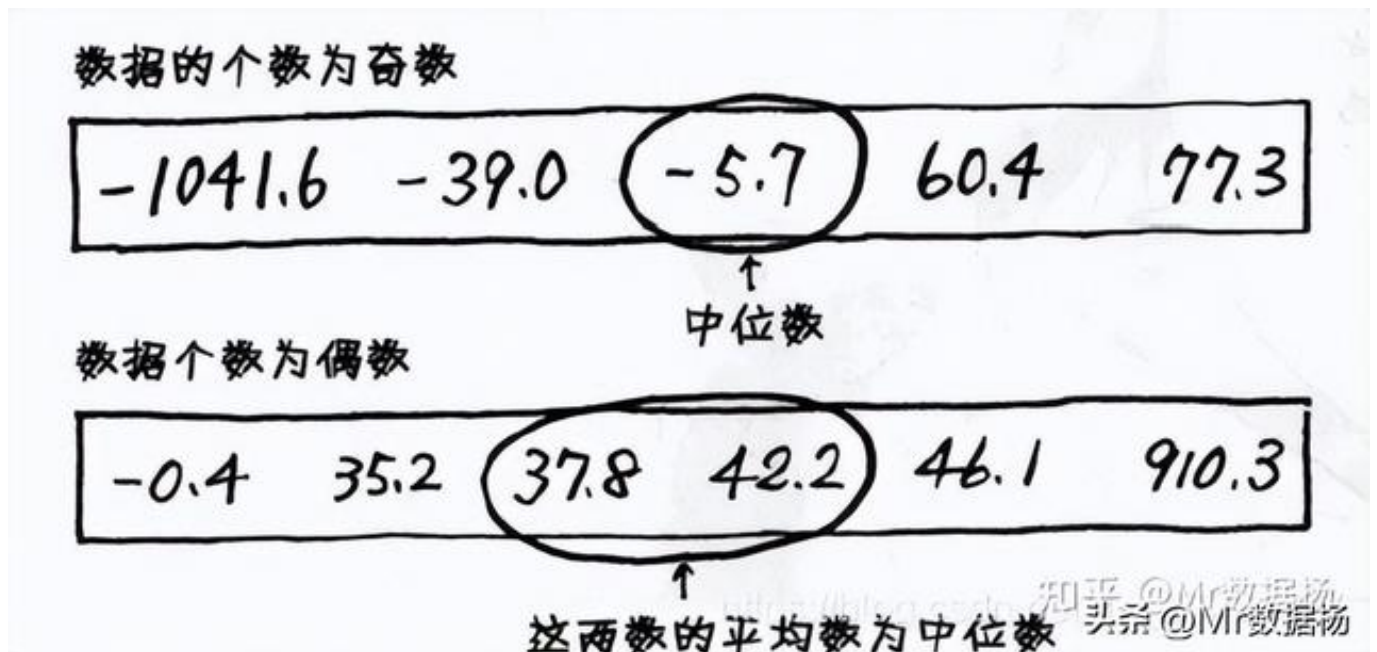 数据的个数为奇数
-1041.6 -39.0 -5.7 60.4 77.3
↑
中位数
数据个数为偶数
-0.4 35.2 37.8 42.2 46.1 910.3
↑
这两数的平均数为中位数
知乎 @Mr数据杨
头条 @Mr数据杨